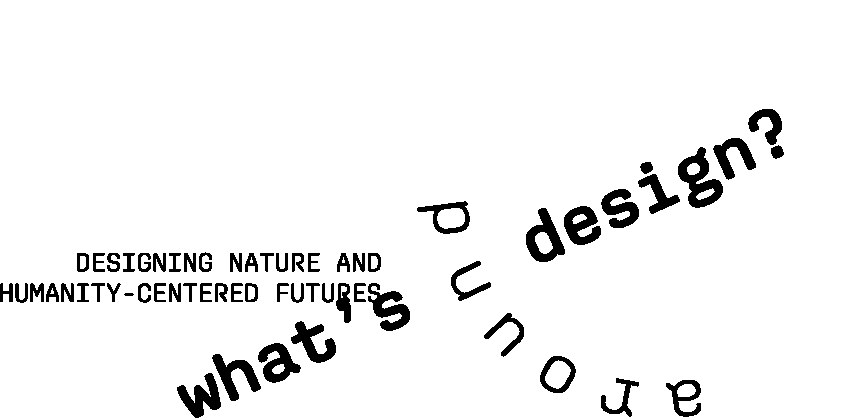 DESIGNING NATURE AND
HUMANITY-CENTERED FUTURES
what's
around
design?